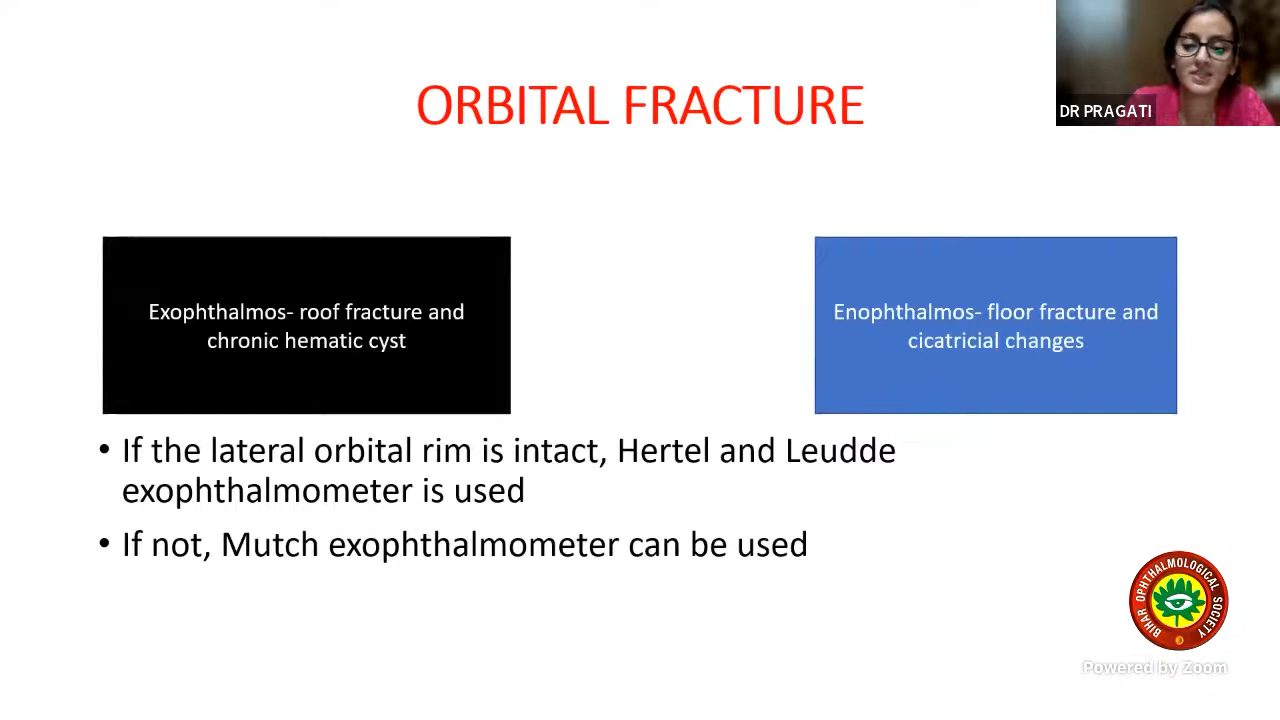 DR PRAGATI
ORBITAL FRACTURE
Exophthalmos- roof fracture and
chronic hematic cyst
Enophthalmos- floor fracture and
cicatricial changes
• If the lateral orbital rim is intact, Hertel and Leudde
exophthalmometer is used
• If not, Mutch exophthalmometer can be used
BIHAR OPHTHALMOLOGICAL SOCIETY
Powered by Zoom